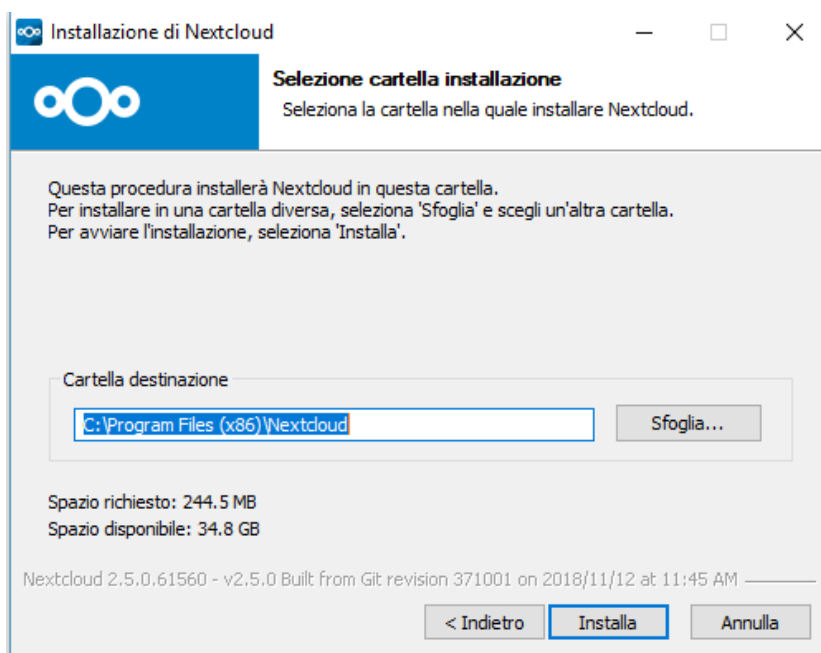 Installazione di Nextcloud
Selezione cartella installazione
Seleziona la cartella nella quale installare Nextcloud.
Questa procedura installerà Nextcloud in questa cartella.
Per installare in una cartella diversa, seleziona 'Sfoglia' e scegli un'altra cartella.
Per avviare l'installazione, seleziona 'Installa'.
Cartella destinazione
C:\Program Files (x86)\Nextcloud
Sfoglia...
Spazio richiesto: 244.5 MB
Spazio disponibile: 34.8 GB
Nextcloud 2.5.0.61560 - v2.5.0 Built from Git revision 371001 on 2018/11/12 at 11:45 AM
< Indietro
Installa
Annulla